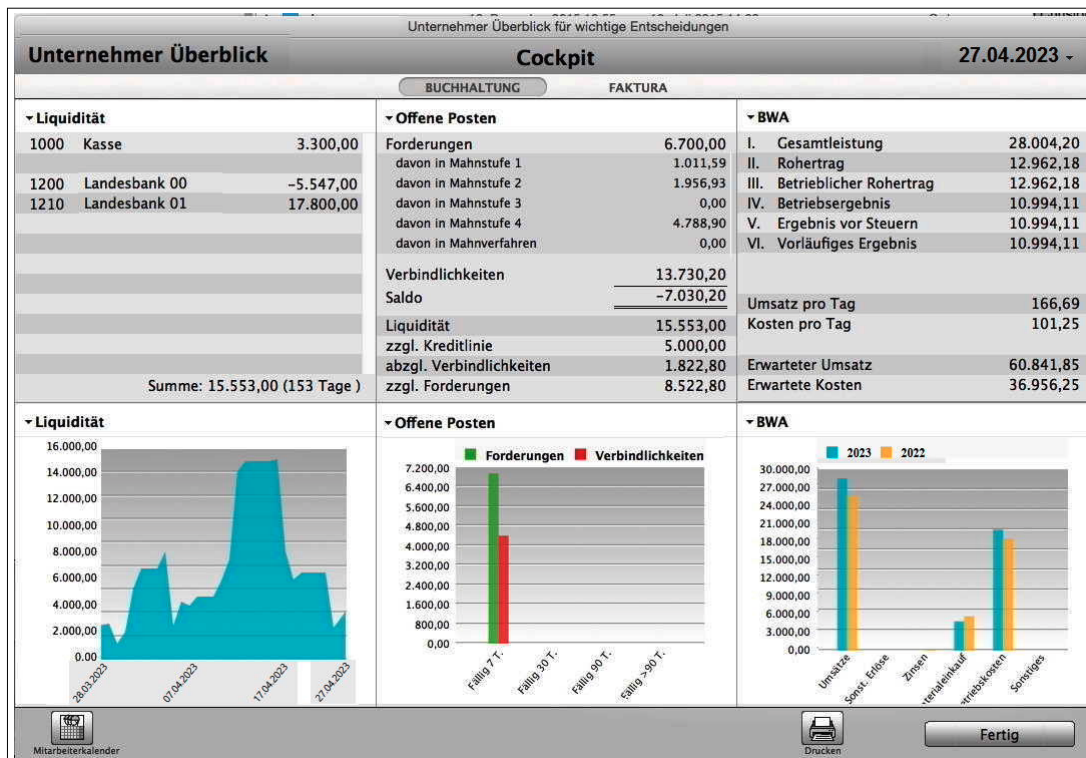 Unternehmer Überblick für wichtige Entscheidungen
Unternehmer Überblick
Cockpit
27.04.2023
BUCHHALTUNG FAKTURA
Liquidität
1000 Kasse 3.300,00
1200 Landesbank 00 -5.547,00
1210 Landesbank 01 17.800,00
Summe: 15.553,00 (153 Tage )
Offene Posten
Forderungen 6.700,00
davon in Mahnstufe 1 1.011,59
davon in Mahnstufe 2 1.956,93
davon in Mahnstufe 3 0,00
davon in Mahnstufe 4 4.788,90
davon in Mahnverfahren 0,00
Verbindlichkeiten 13.730,20
Saldo -7.030,20
Liquidität 15.553,00
zzgl. Kreditlinie 5.000,00
abzgl. Verbindlichkeiten 1.822,80
zzgl. Forderungen 8.522,80
BWA
I. Gesamtleistung 28.004,20
II. Rohertrag 12.962,18
III. Betrieblicher Rohertrag 12.962,18
IV. Betriebsergebnis 10.994,11
V. Ergebnis vor Steuern 10.994,11
VI. Vorläufiges Ergebnis 10.994,11
Umsatz pro Tag 166,69
Kosten pro Tag 101,25
Erwarteter Umsatz 60.841,85
Erwartete Kosten 36.956,25
Liquidität
16.000,00
14.000,00
12.000,00
10.000,00
8.000,00
6.000,00
4.000,00
2.000,00
0.00
28.03.2023
07.04.2023
17.04.2023
27.04.2023
Offene Posten
Forderungen Verbindlichkeiten
7.200,00
6.400,00
5.600,00
4.800,00
4.000,00
3.200,00
2.400,00
1.600,00
800,00
0,00
Fällig 7 T.
Fällig 30 T.
Fällig 90 T.
Fällig >90 T.
BWA
2023 2022
30.000,00
27.000,00
24.000,00
21.000,00
18.000,00
15.000,00
12.000,00
9.000,00
6.000,00
3.000,00
0,00
Umsätze
Sonst. Erlöse
Zinsen
aterialeinkauf
triebskosten
Sonstiges
Mitarbeiterkalender
Drucken
Fertig